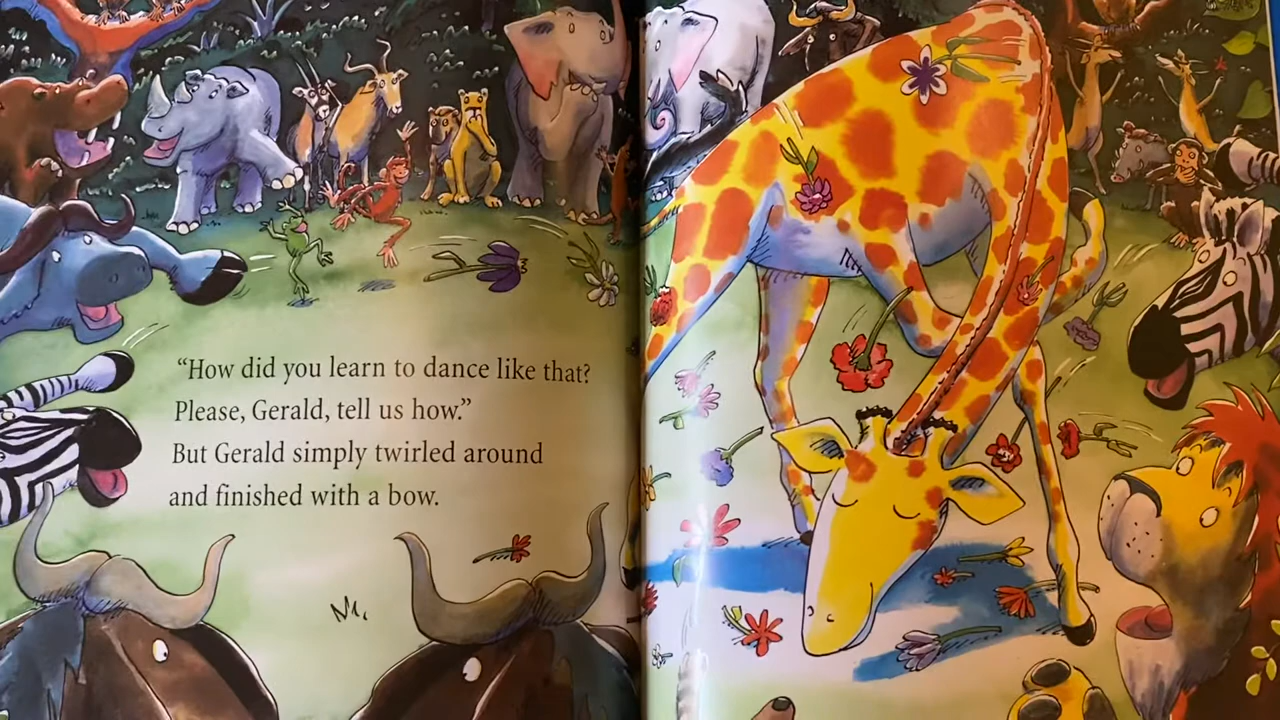 “How did you learn to dance like that?
Please, Gerald, tell us how.”
But Gerald simply twirled around
and finished with a bow.